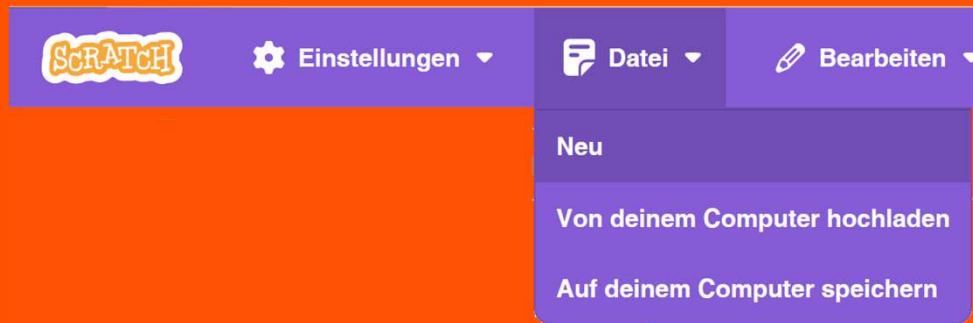 SCRATCH Einstellungen Datei Bearbeiten
Neu
Von deinem Computer hochladen
Auf deinem Computer speichern